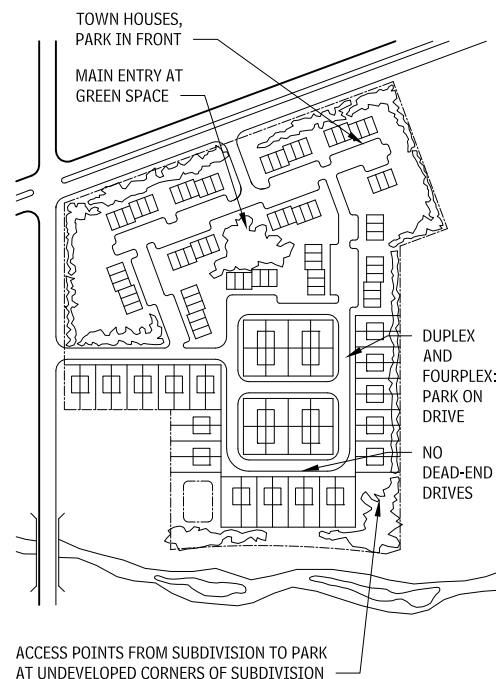 TOWN HOUSES,
PARK IN FRONT
MAIN ENTRY AT
GREEN SPACE
DUPLEX
AND
FOURPLEX:
PARK ON
DRIVE
NO
DEAD-END
DRIVES
ACCESS POINTS FROM SUBDIVISION TO PARK
AT UNDEVELOPED CORNERS OF SUBDIVISION